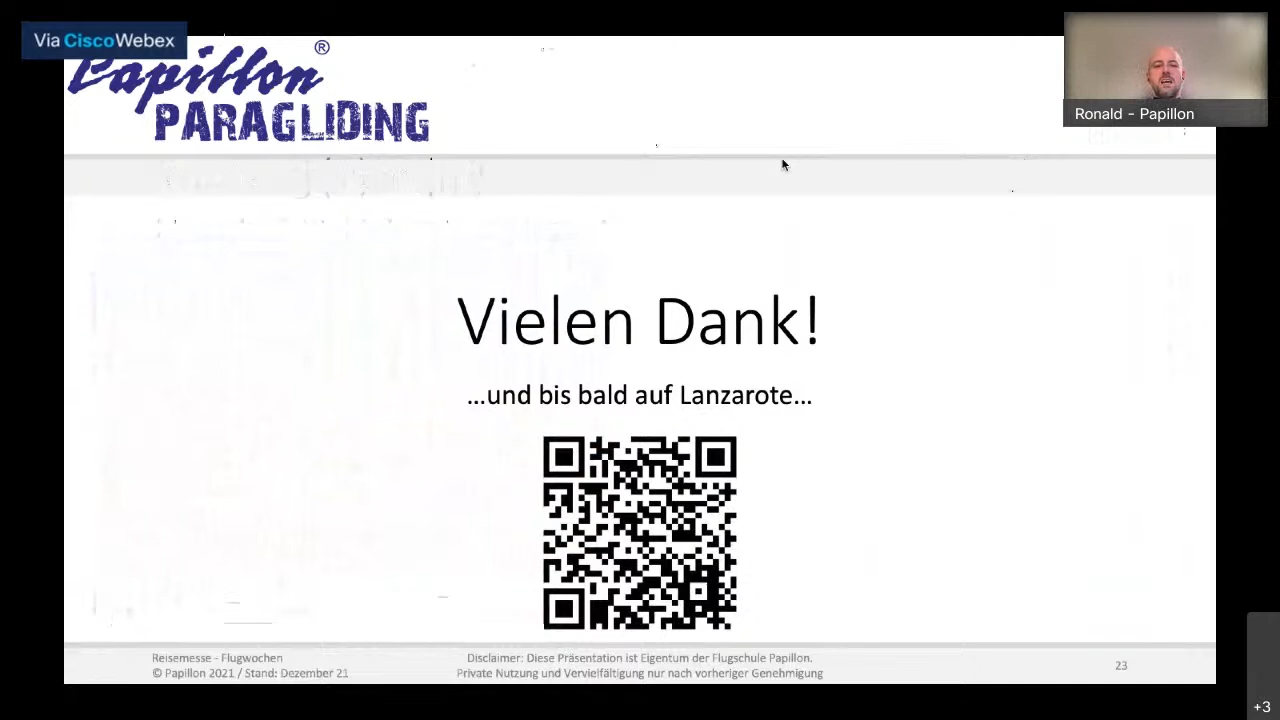 Via Cisco Webex
Papillon®
PARAGLIDING
Ronald - Papillon
Vielen Dank!
...und bis bald auf Lanzarote...
Reisemesse - Flugwochen
© Papillon 2021 / Stand: Dezember 21
Disclaimer: Diese Präsentation ist Eigentum der Flugschule Papillon.
Private Nutzung und Vervielfältigung nur nach vorheriger Genehmigung
23
+3